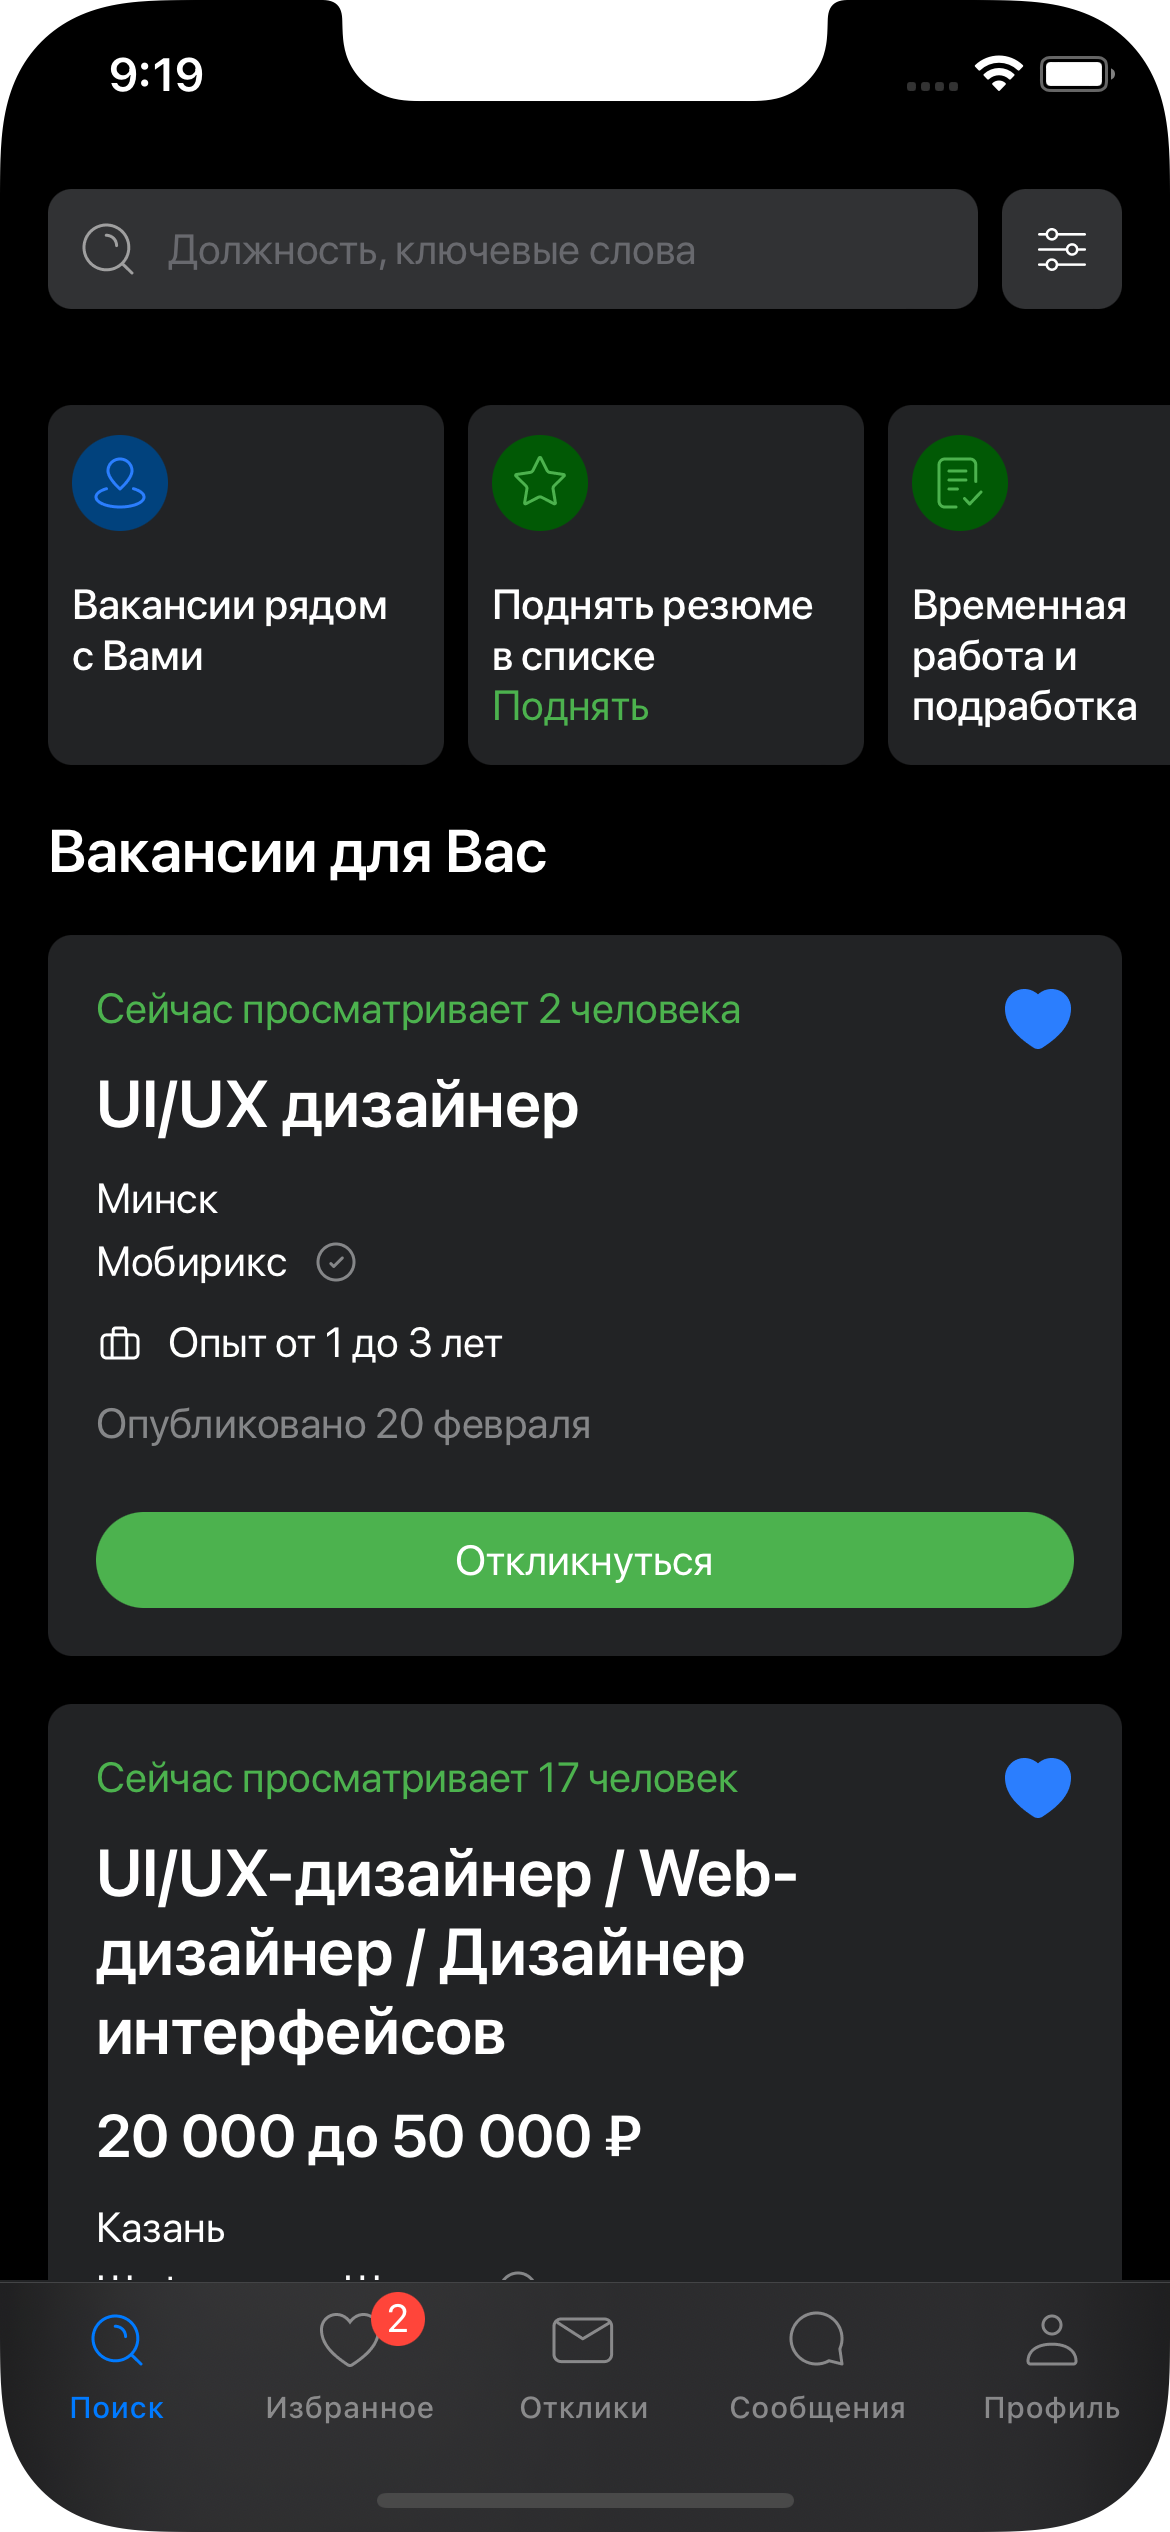 9:19
Должность, ключевые слова
Вакансии рядом
с Вами
Поднять резюме
в списке
Поднять
Временная
работа и
подработка
Вакансии для Вас
Сейчас просматривает 2 человека
UI/UX дизайнер
Минск
Мобирикс
Опыт от 1 до 3 лет
Опубликовано 20 февраля
Откликнуться
Сейчас просматривает 17 человек
UI/UX-дизайнер / Web-
дизайнер / Дизайнер
интерфейсов
20 000 до 50 000 ₽
Казань
2
Поиск
Избранное
Отклики
Сообщения
Профиль